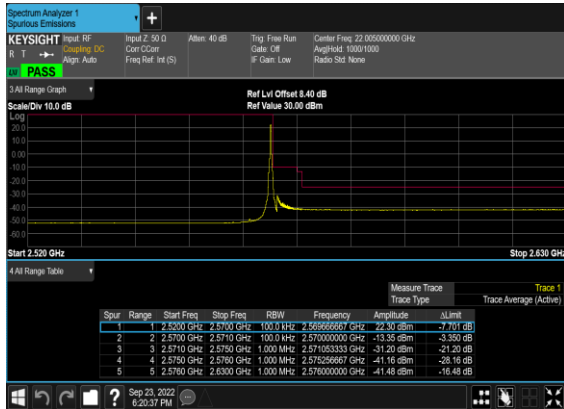 Spectrum Analyzer 1
Spurious Emissions
KEYSIGHT Input: RF Input Z: 50 Ω Atten: 40 dB Trig: Free Run Center Freq: 22.005000000 GHz
R T Coupling: DC Corr CCorr Gate: Off Avg|Hold: 1000/1000
Align: Auto Freq Ref: Int (S) IF Gain: Low Radio Std: None
PASS
3 All Range Graph
Ref Lvl Offset 8.40 dB
Scale/Div 10.0 dB Ref Value 30.00 dBm
Log
20.0
10.0
0.00
-10.0
-20.0
-30.0
-40.0
-50.0
-60.0
Start 2.520 GHz Stop 2.630 GHz
4 All Range Table
Measure Trace Trace 1
Trace Type Trace Average (Active)
Spur Range Start Freq Stop Freq RBW Frequency Amplitude ΔLimit
1 1 2.5200 GHz 2.5700 GHz 100.0 kHz 2.569666667 GHz 22.30 dBm -7.701 dB
2 2 2.5700 GHz 2.5710 GHz 100.0 kHz 2.570000000 GHz -13.35 dBm -3.350 dB
3 3 2.5710 GHz 2.5750 GHz 1.000 MHz 2.571053333 GHz -31.20 dBm -21.20 dB
4 4 2.5750 GHz 2.5760 GHz 1.000 MHz 2.575256667 GHz -41.16 dBm -28.16 dB
5 5 2.5760 GHz 2.6300 GHz 1.000 MHz 2.576000000 GHz -41.48 dBm -16.48 dB
Sep 23, 2022
6:20:37 PM